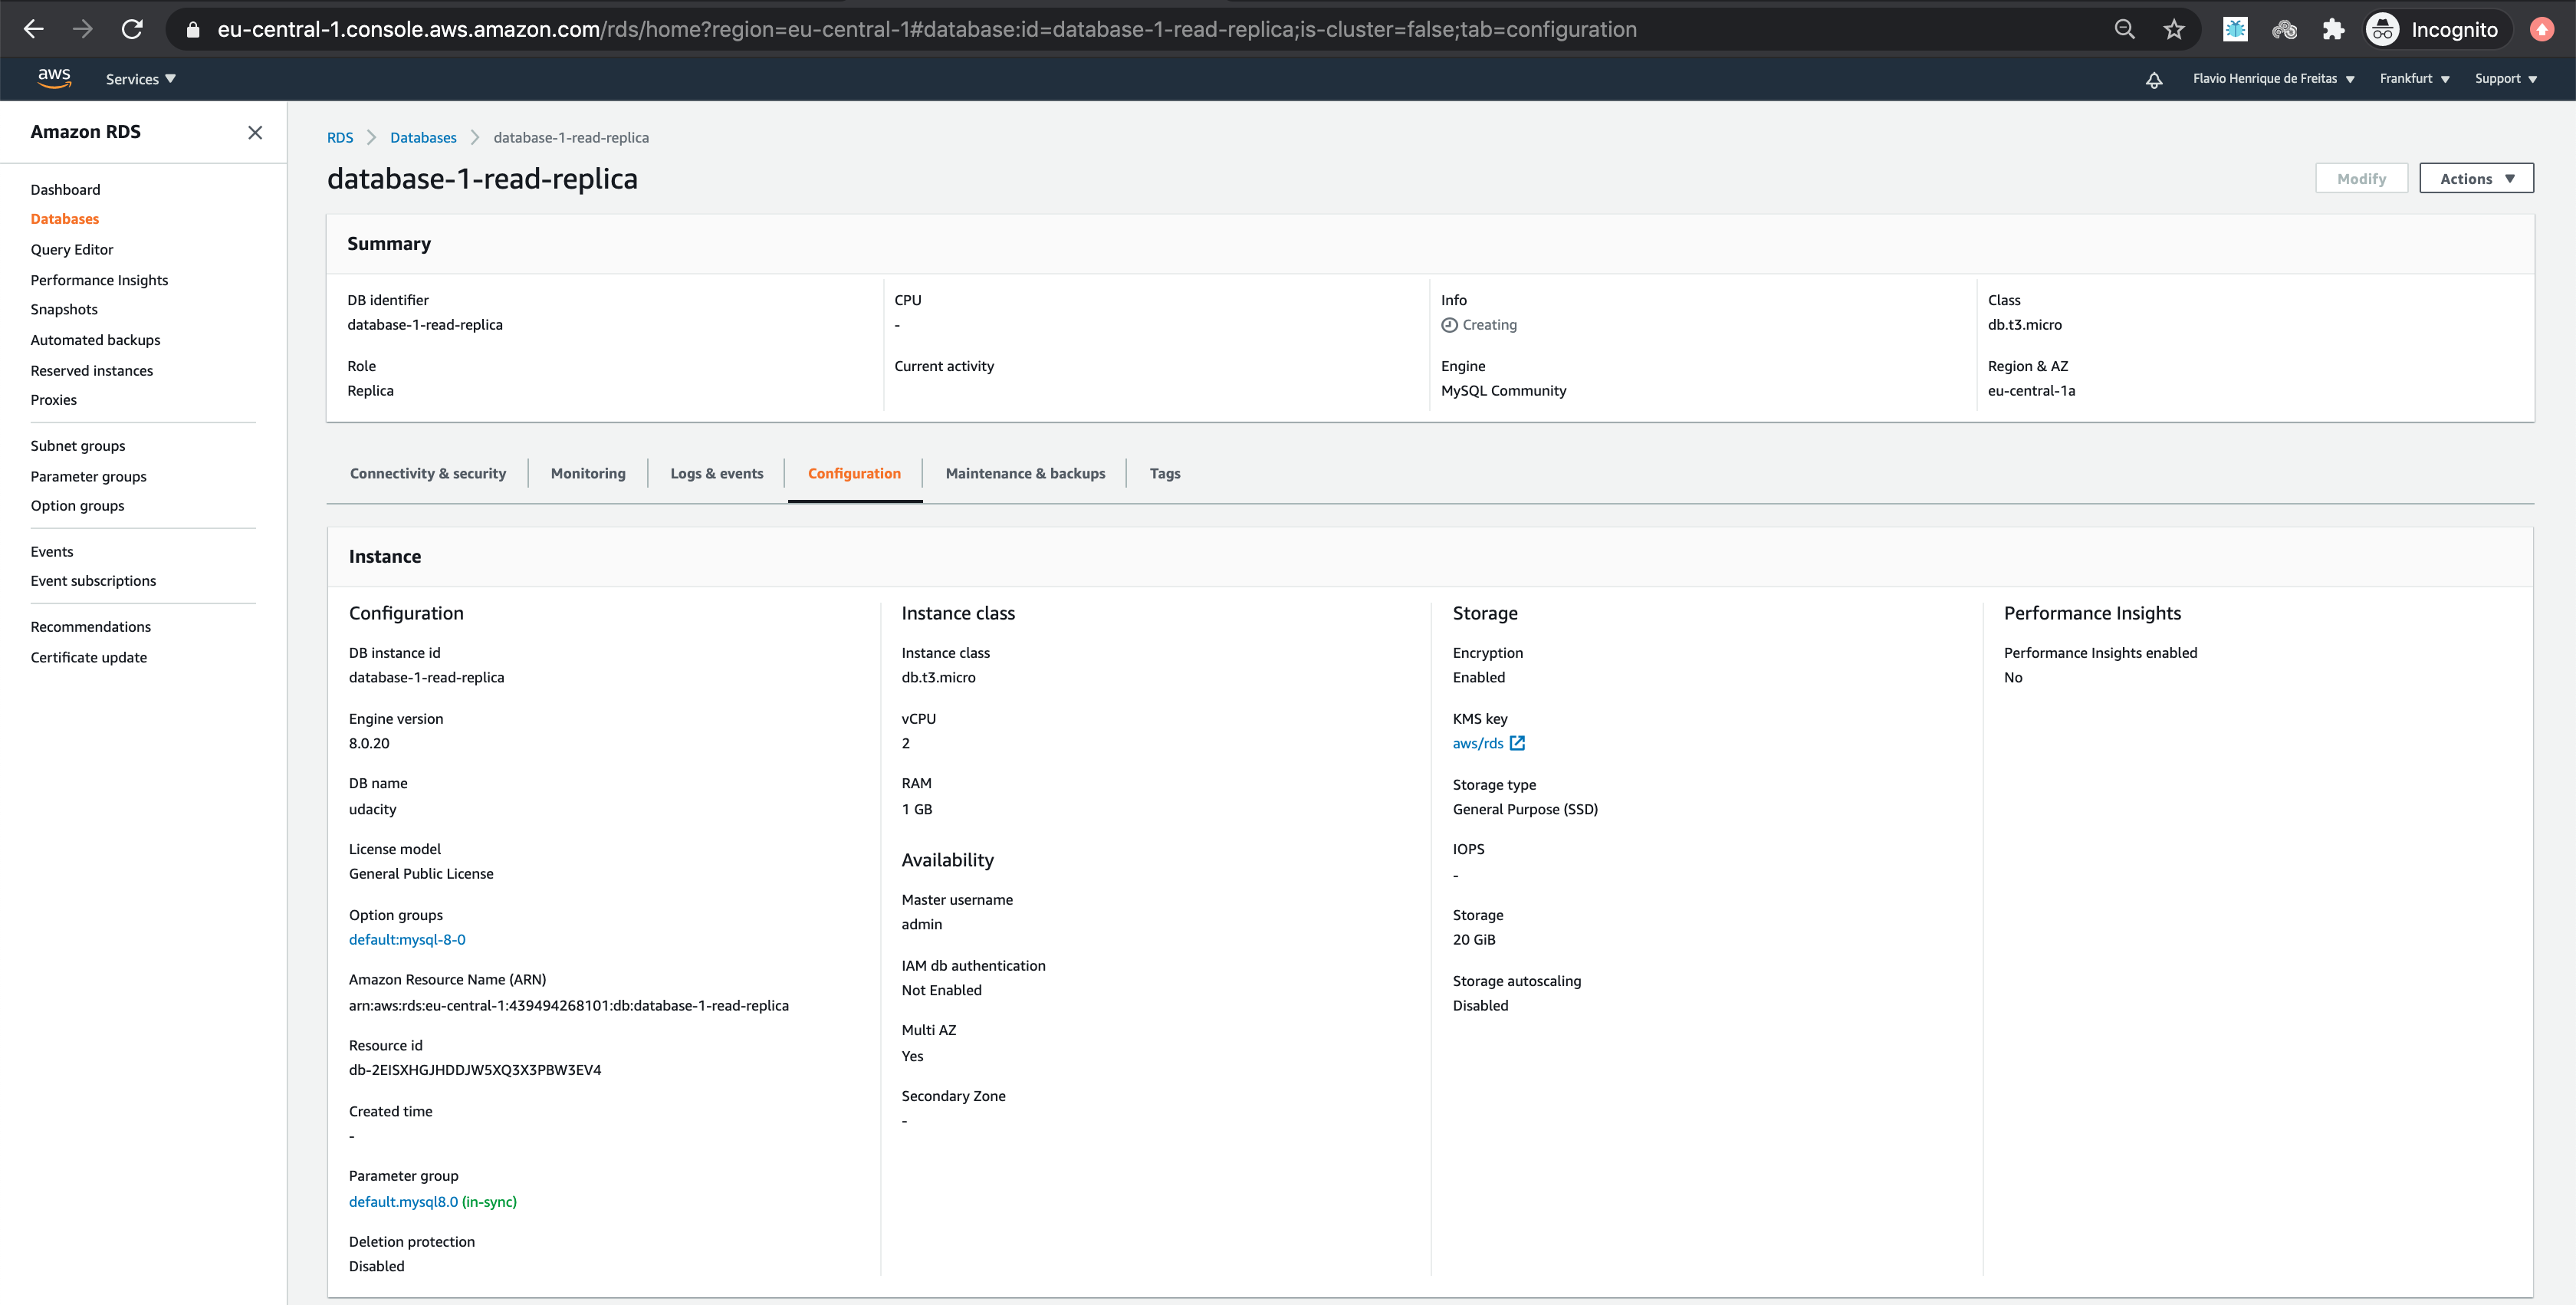 eu-central-1.console.aws.amazon.com/rds/home?region=eu-central-1#database:id=database-1-read-replica;is-cluster=false;tab=configuration
Incognito
aws
Services
Flavio Henrique de Freitas
Frankfurt
Support
Amazon RDS
Dashboard
Databases
Query Editor
Performance Insights
Snapshots
Automated backups
Reserved instances
Proxies
Subnet groups
Parameter groups
Option groups
Events
Event subscriptions
Recommendations
Certificate update
RDS
Databases
database-1-read-replica
database-1-read-replica
Modify
Actions
Summary
DB identifier
database-1-read-replica
Role
Replica
CPU
-
Current activity
Info
Creating
Engine
MySQL Community
Class
db.t3.micro
Region & AZ
eu-central-1a
Connectivity & security
Monitoring
Logs & events
Configuration
Maintenance & backups
Tags
Instance
Configuration
DB instance id
database-1-read-replica
Engine version
8.0.20
DB name
udacity
License model
General Public License
Option groups
default:mysql-8-0
Amazon Resource Name (ARN)
arn:aws:rds:eu-central-1:439494268101:db:database-1-read-replica
Resource id
db-2EISXHGJHDDJW5XQ3X3PBW3EV4
Created time
-
Parameter group
default.mysql8.0 (in-sync)
Deletion protection
Disabled
Instance class
Instance class
db.t3.micro
vCPU
2
RAM
1 GB
Availability
Master username
admin
IAM db authentication
Not Enabled
Multi AZ
Yes
Secondary Zone
-
Storage
Encryption
Enabled
KMS key
aws/rds
Storage type
General Purpose (SSD)
IOPS
-
Storage
20 GiB
Storage autoscaling
Disabled
Performance Insights
Performance Insights enabled
No